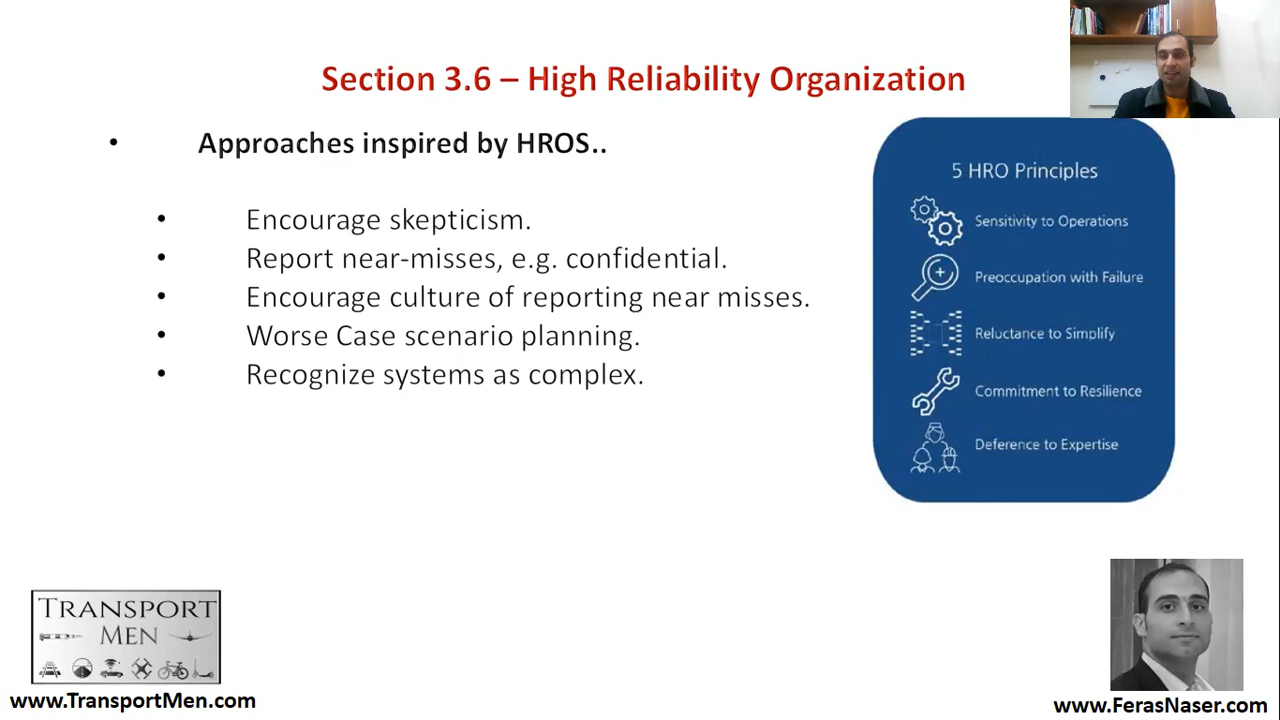 Section 3.6 – High Reliability Organization
Approaches inspired by HROS..
Encourage skepticism.
Report near-misses, e.g. confidential.
Encourage culture of reporting near misses.
Worse Case scenario planning.
Recognize systems as complex.
5 HRO Principles
Sensitivity to Operations
Preoccupation with Failure
Reluctance to Simplify
Commitment to Resilience
Deference to Expertise
TRANSPORT
MEN
www.TransportMen.com
www.FerasNaser.com